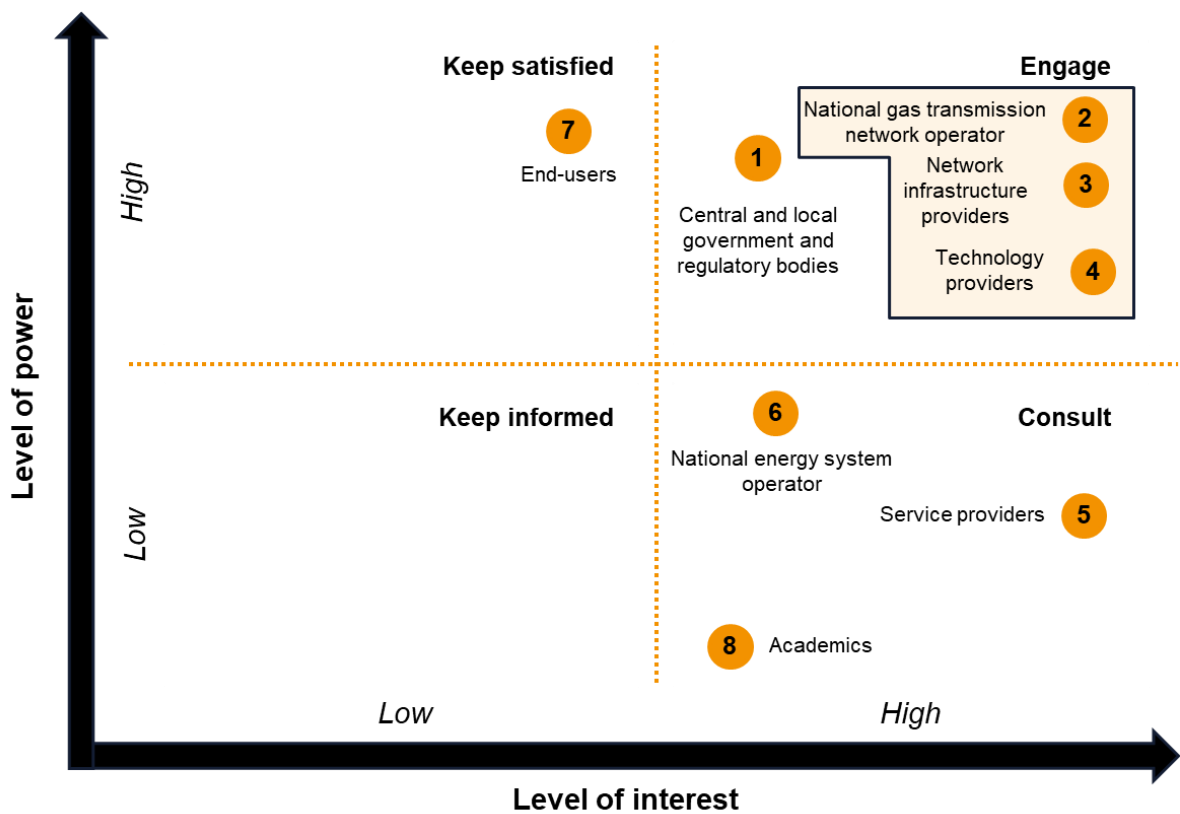 Keep satisfied
Engage
7
End-users
1
Central and local
government and
regulatory bodies
National gas transmission
network operator
2
Network
infrastructure
providers
3
Technology
providers
4
High
Level of power
Keep informed
Consult
6
National energy system
operator
Service providers
5
Low
8
Academics
Low
High
Level of interest